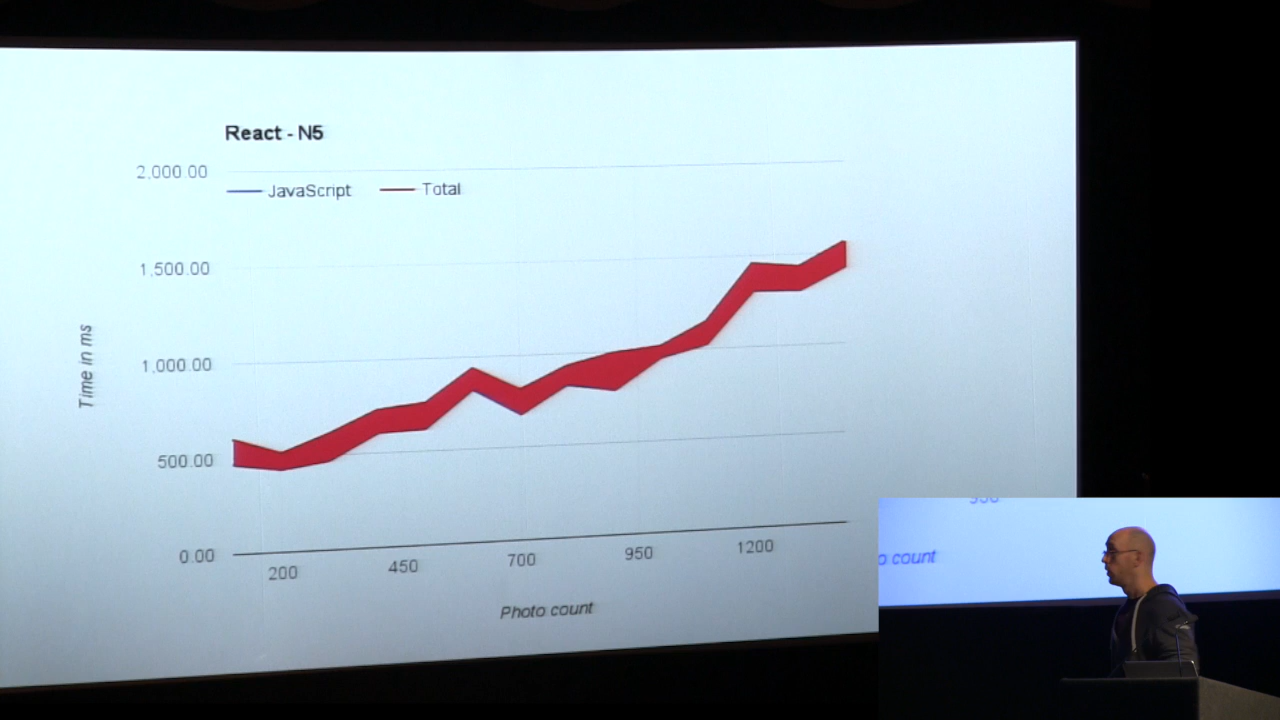 React - N5
2,000.00
JavaScript
Total
1,500.00
1,000.00
500.00
0.00
Time in ms
200
450
700
950
1200
Photo count
950
o count